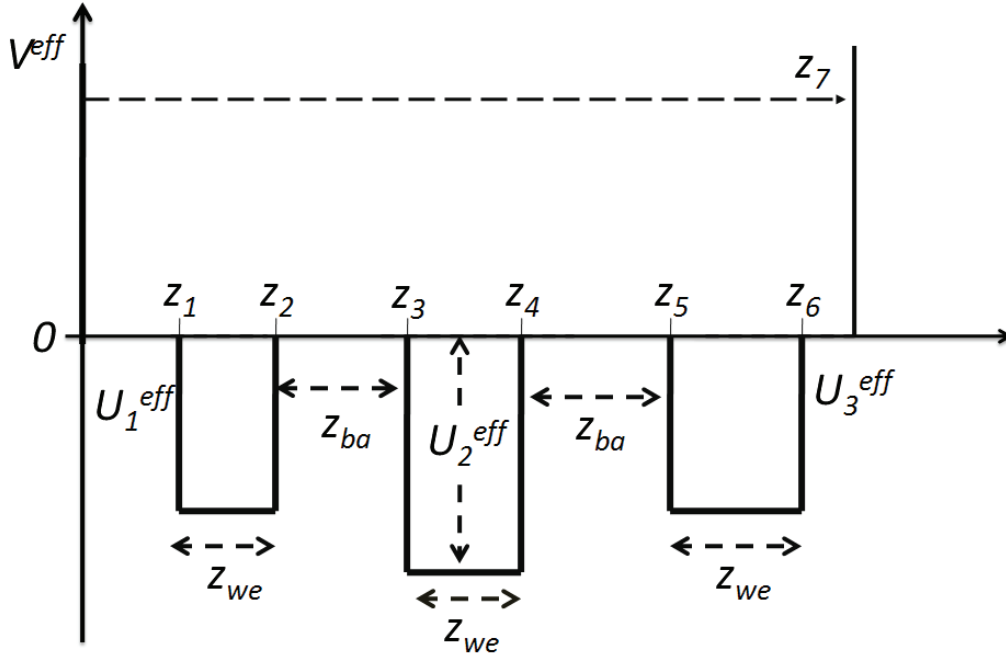 V^eff
z_7
z_1 z_2 z_3 z_4 z_5 z_6
0
U_1^eff z_ba U_2^eff z_ba U_3^eff
z_we z_we z_we